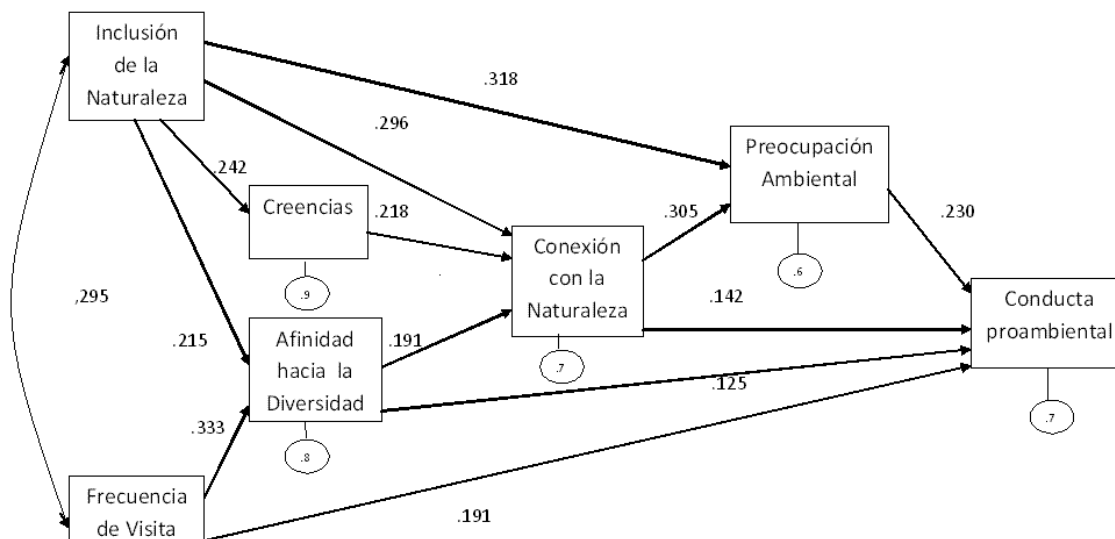 Inclusión
de la
Naturaleza
.318
.296
Preocupación
Ambiental
.242
Creencias
.218
.305
.230
Conexión
con la
Naturaleza
.9
.6
,295
.142
Conducta
proambiental
.215
Afinidad
hacia la
Diversidad
.191
.7
.125
.333
.8
.7
Frecuencia
de Visita
.191